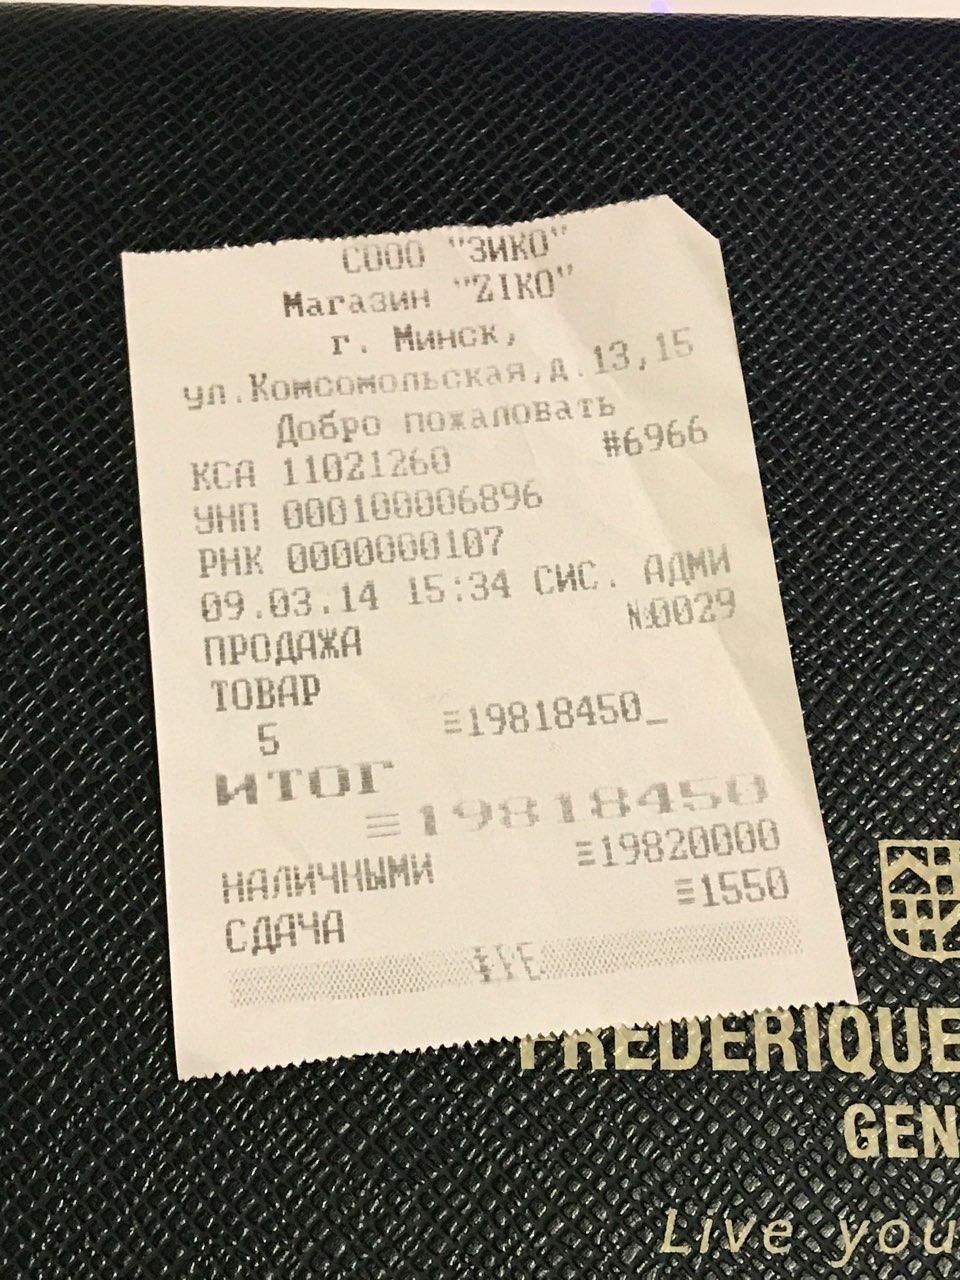 СООО "ЗИКО"
Магазин "ZIKO"
г. Минск,
ул.Комсомольская,д.13,15
Добро пожаловать
КСА 11021260 #6966
УНП 000100006896
РНК 0000000107
09.03.14 15:34 СИС. АДМИ
ПРОДАЖА №0029
ТОВАР
5 ≡19818450_
ИТОГ
≡19818450
НАЛИЧНЫМИ ≡19820000
СДАЧА ≡1550
FREDERIQUE
GEN
Live you